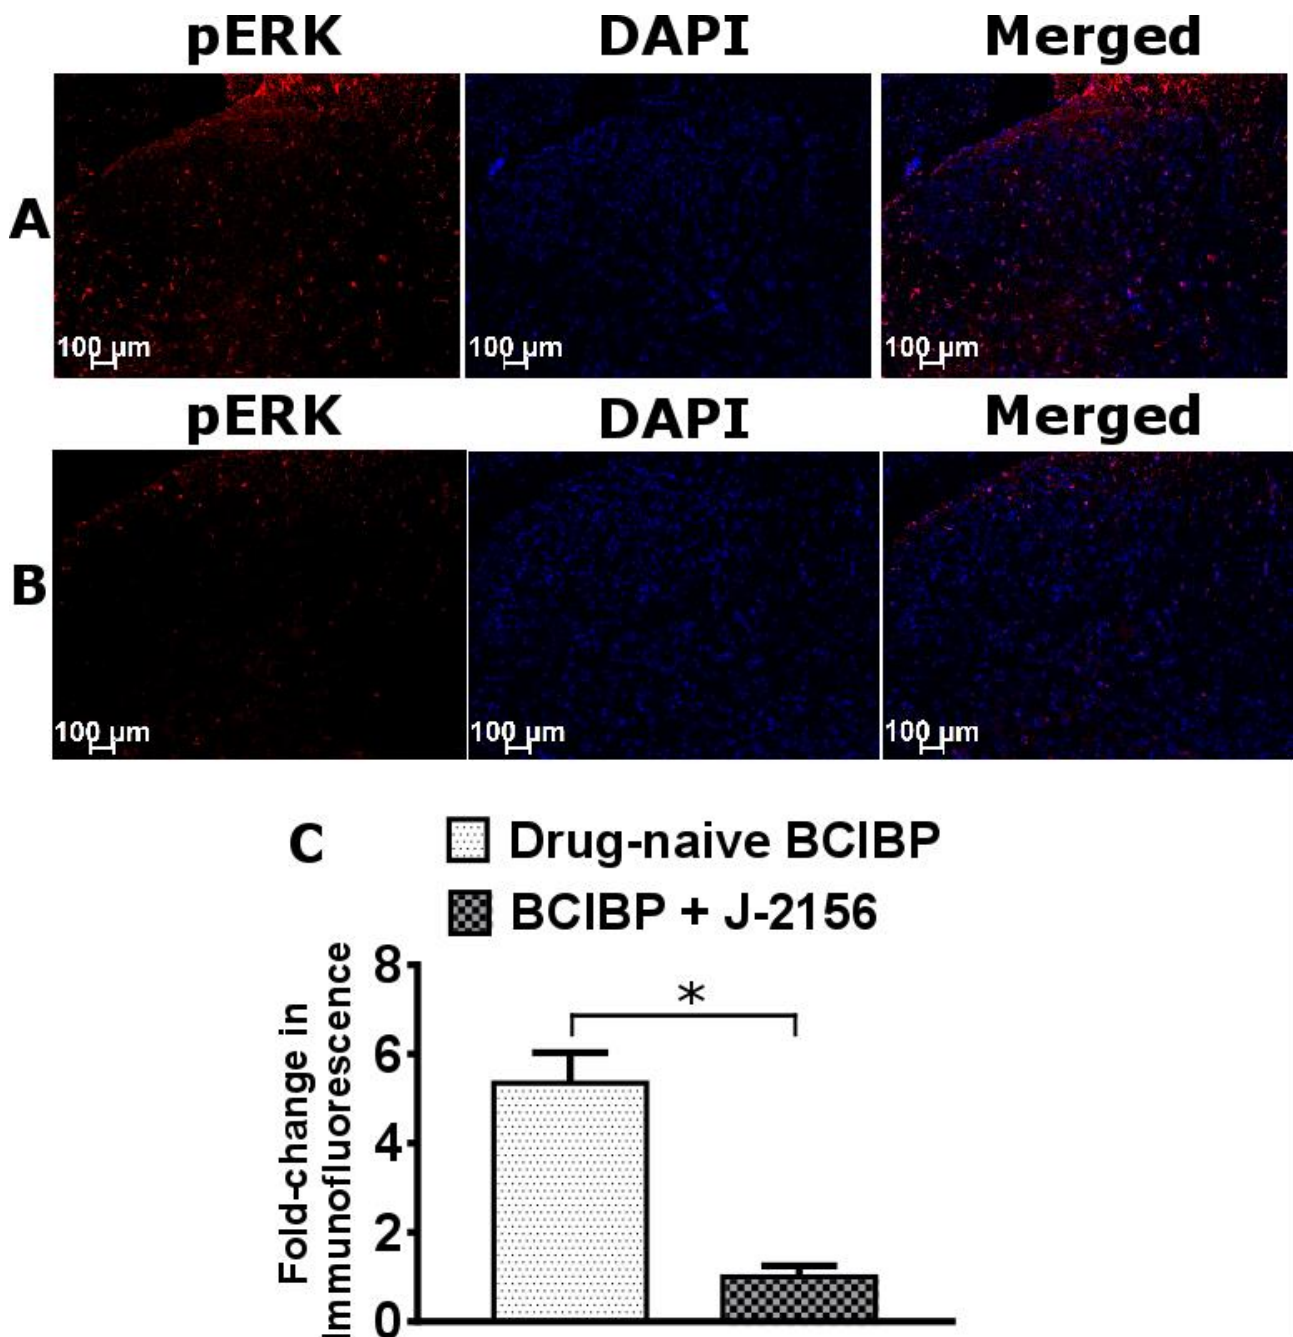 pERK DAPI Merged
A
100 µm 100 µm 100 µm
pERK DAPI Merged
B
100 µm 100 µm 100 µm
C
Drug-naive BCIBP
BCIBP + J-2156
Fold-change in
Immunofluorescence
8
6
4
2
0
*